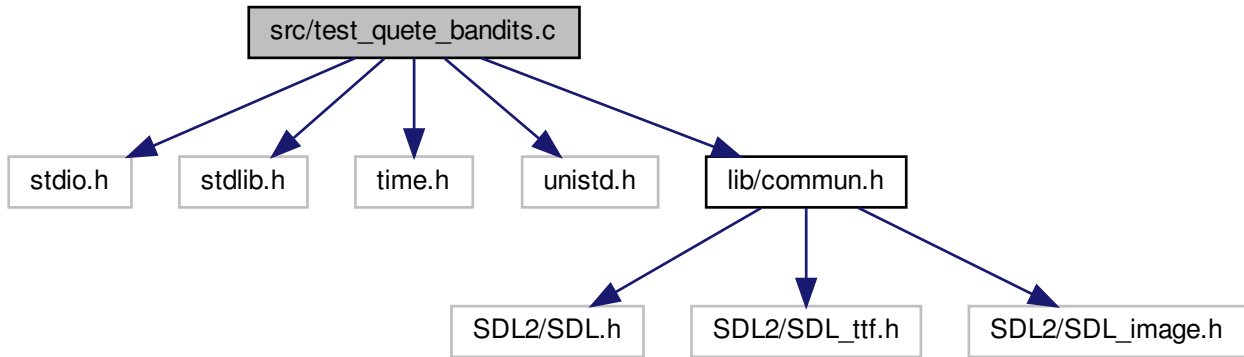 src/test_quete_bandits.c
stdio.h
stdlib.h
time.h
unistd.h
lib/commun.h
SDL2/SDL.h
SDL2/SDL_ttf.h
SDL2/SDL_image.h